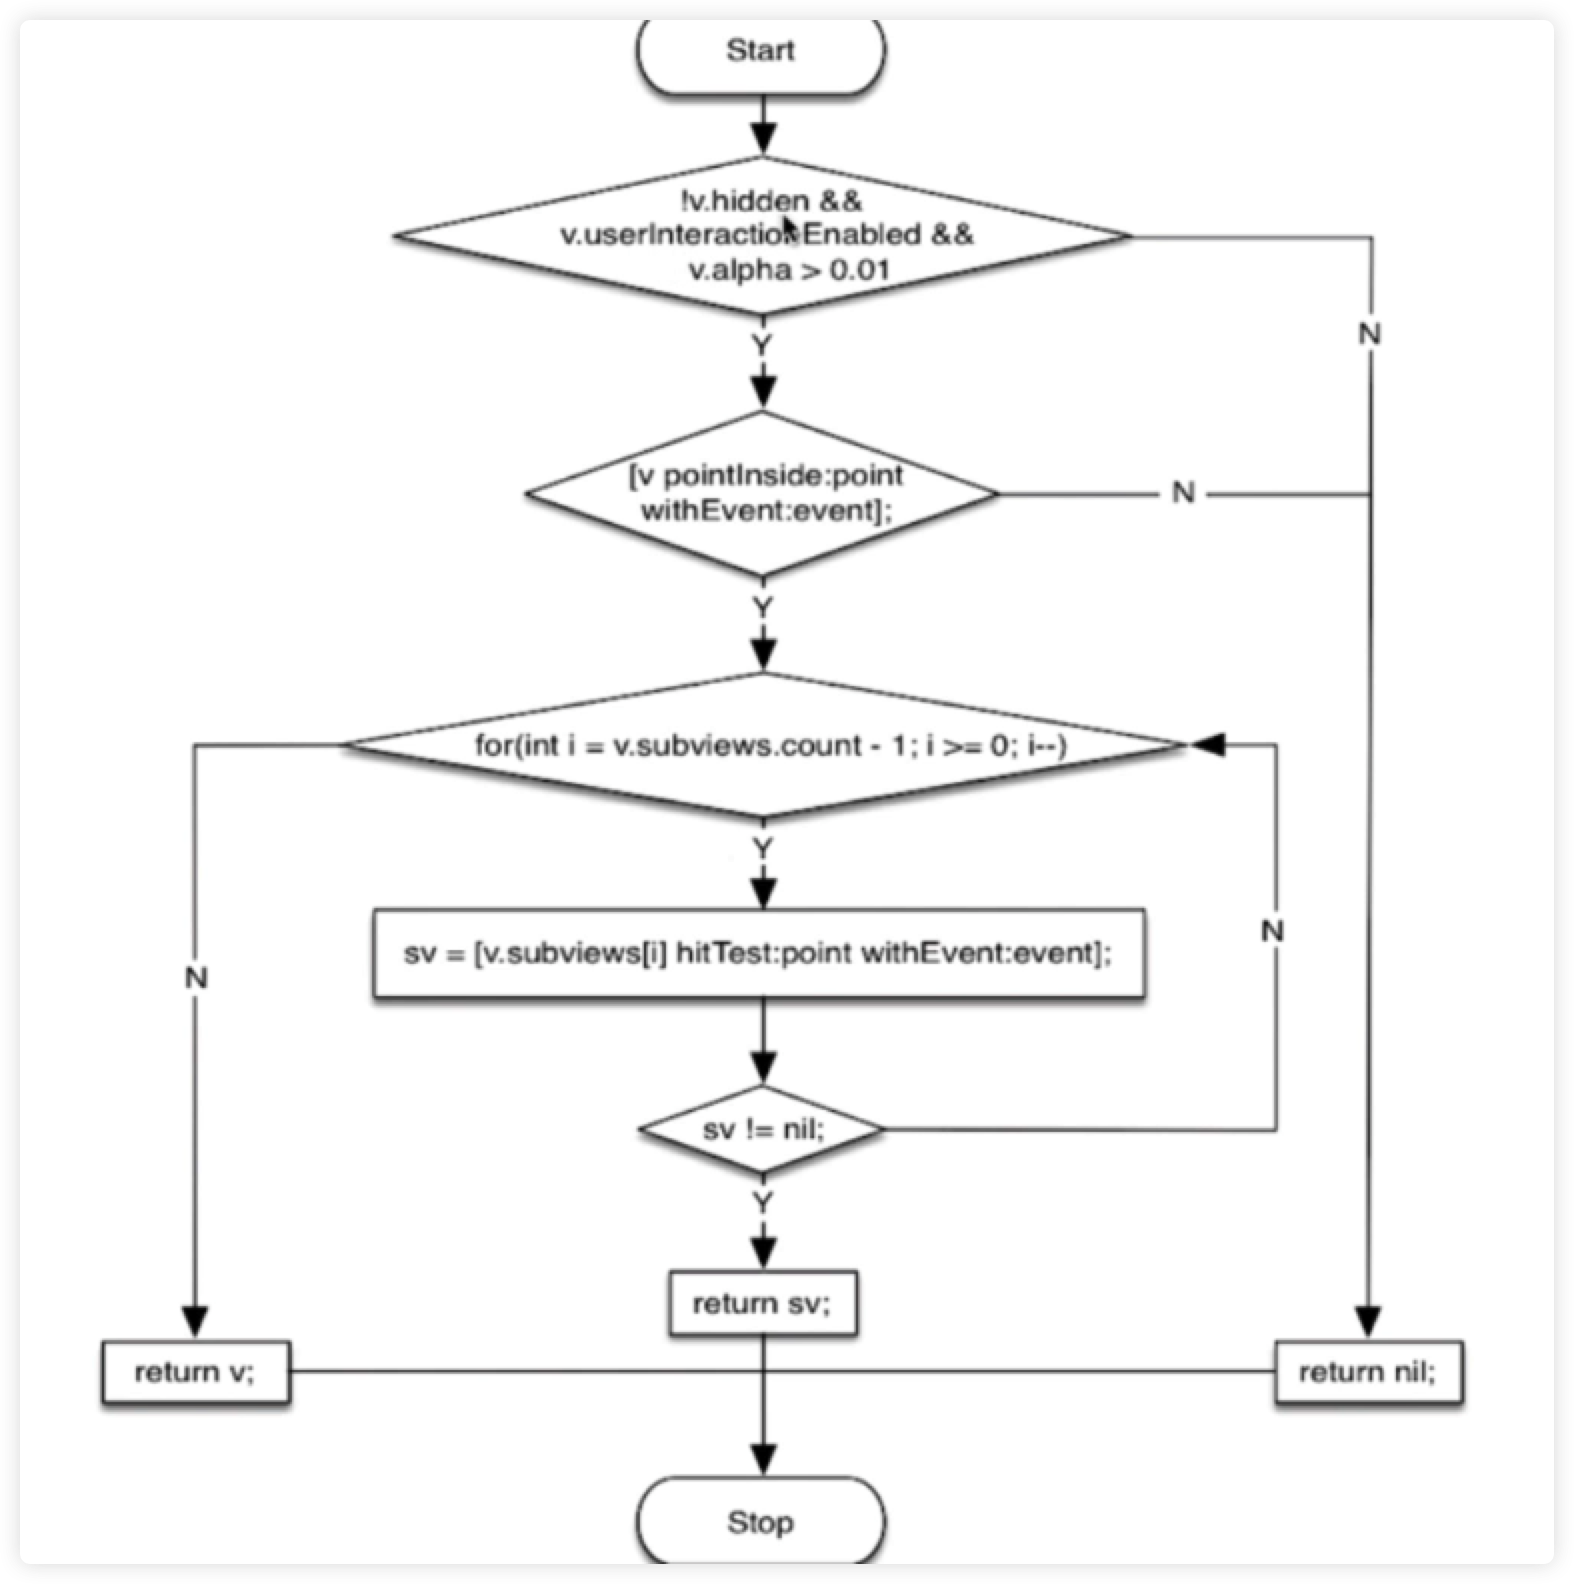 Start
!v.hidden &&
v.userInteractionEnabled &&
v.alpha > 0.01
N
Y
[v pointInside:point
withEvent:event];
N
Y
for(int i = v.subviews.count - 1; i >= 0; i--)
Y
sv = [v.subviews[i] hitTest:point withEvent:event];
N
N
sv != nil;
Y
return sv;
return v;
return nil;
Stop